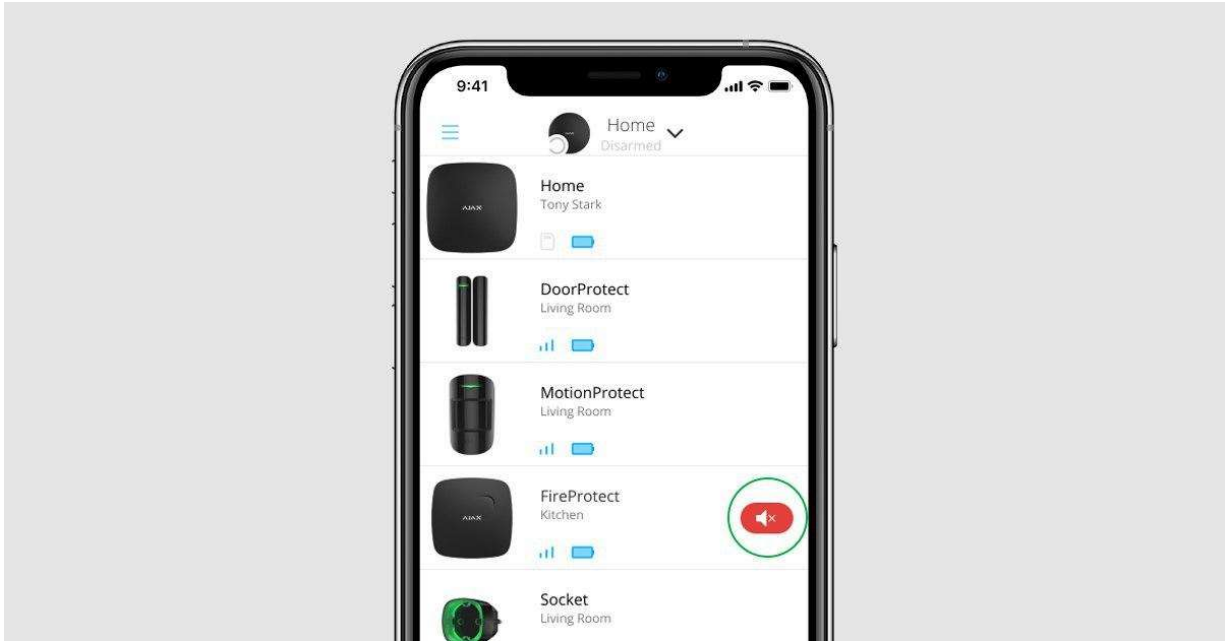 9:41
Home
Disarmed
AJAX
Home
Tony Stark
DoorProtect
Living Room
MotionProtect
Living Room
AJAX
FireProtect
Kitchen
Socket
Living Room